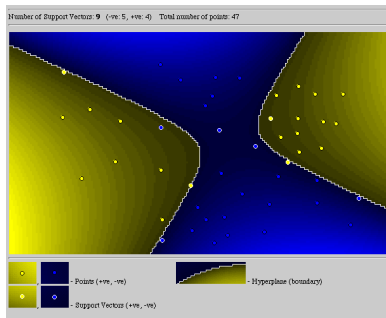 Number of Support Vectors: 9 (-ve: 5, +ve: 4) Total number of points: 47
, - Points (+ve, -ve)
- Hyperplane (boundary)
, - Support Vectors (+ve, -ve)